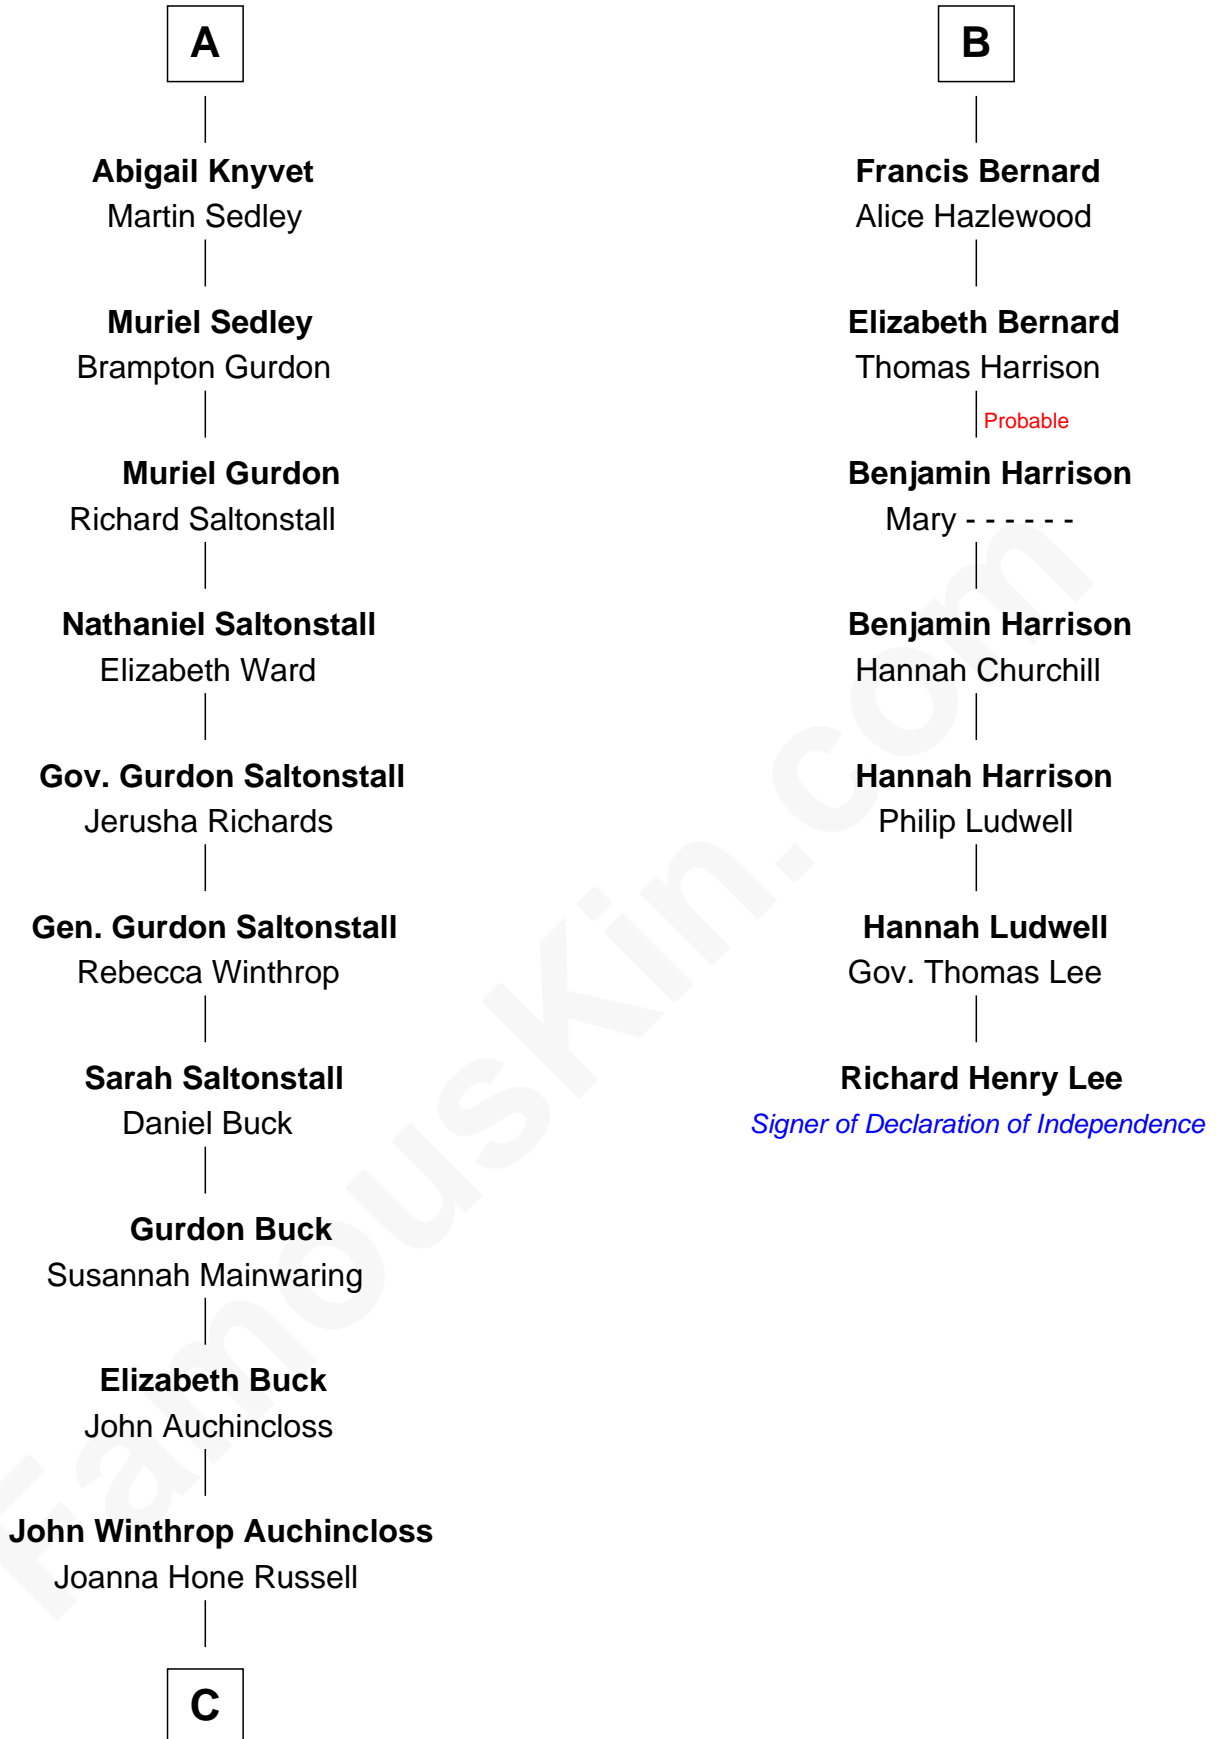 A
Abigail Knyvet
Martin Sedley
Muriel Sedley
Brampton Gurdon
Muriel Gurdon
Richard Saltonstall
Nathaniel Saltonstall
Elizabeth Ward
Gov. Gurdon Saltonstall
Jerusha Richards
Gen. Gurdon Saltonstall
Rebecca Winthrop
Sarah Saltonstall
Daniel Buck
Gurdon Buck
Susannah Mainwaring
Elizabeth Buck
John Auchincloss
John Winthrop Auchincloss
Joanna Hone Russell
C
B
Francis Bernard
Alice Hazlewood
Elizabeth Bernard
Thomas Harrison
Probable
Benjamin Harrison
Mary - - - - - -
Benjamin Harrison
Hannah Churchill
Hannah Harrison
Philip Ludwell
Hannah Ludwell
Gov. Thomas Lee
Richard Henry Lee
Signer of Declaration of Independence
FamousKin.com